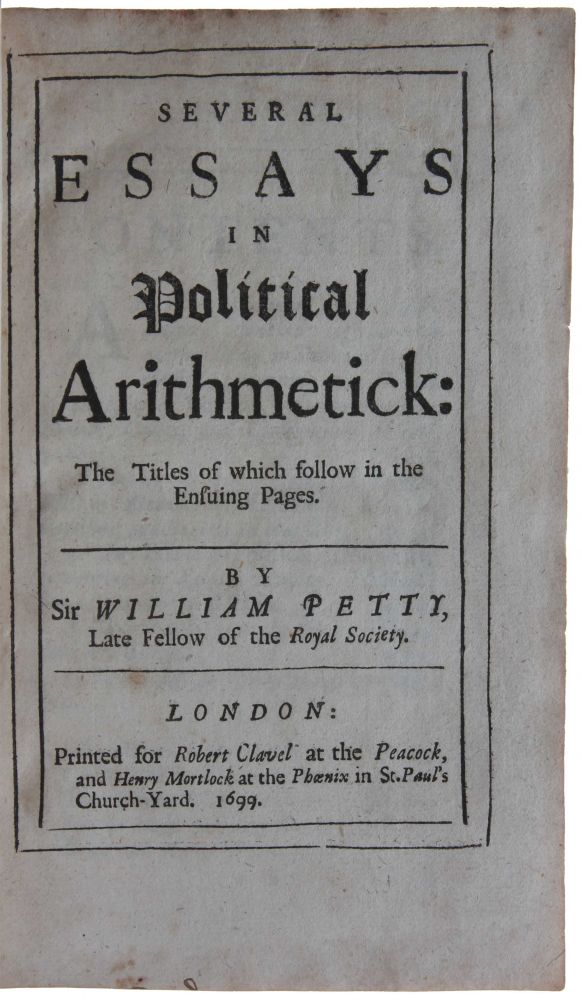 SEVERAL
ESSAYS
IN
Political
Arithmetick:
The Titles of which follow in the
Enſuing Pages.
BY
Sir WILLIAM PETTY,
Late Fellow of the Royal Society.
LONDON:
Printed for Robert Clavel at the Peacock,
and Henry Mortlock at the Phœnix in St. Paul's
Church-Yard. 1699.